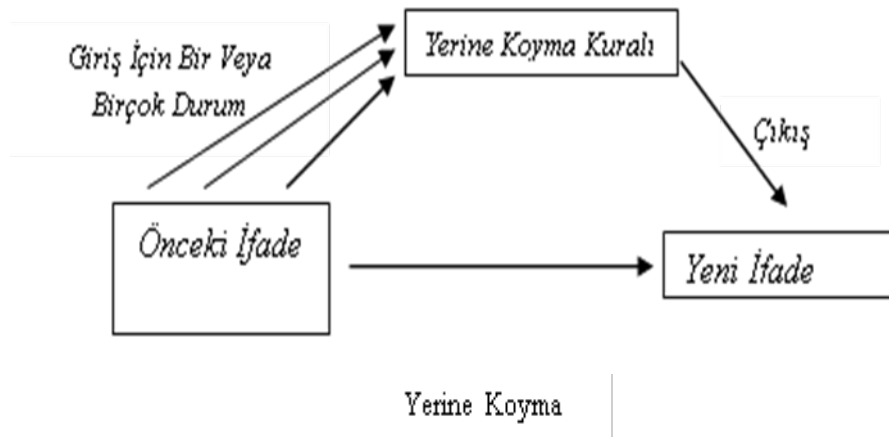 Giriş İçin Bir Veya
Birçok Durum
Yerine Koyma Kuralı
Çıkış
Önceki İfade
Yeni İfade
Yerine Koyma